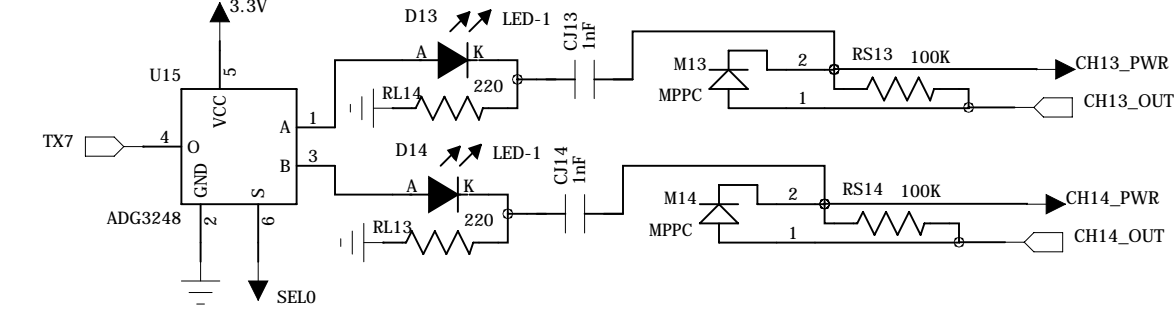 3.3V
D13
LED-1
CJ13
1nF
U15
5
VCC
A
K
M13
2
RS13
100K
CH13_PWR
RL14
220
MPPC
1
CH13_OUT
A
1
TX7
4
O
B
3
D14
LED-1
CJ14
1nF
GND
S
A
K
M14
2
RS14
100K
CH14_PWR
ADG3248
2
6
RL13
220
MPPC
1
CH14_OUT
SEL0